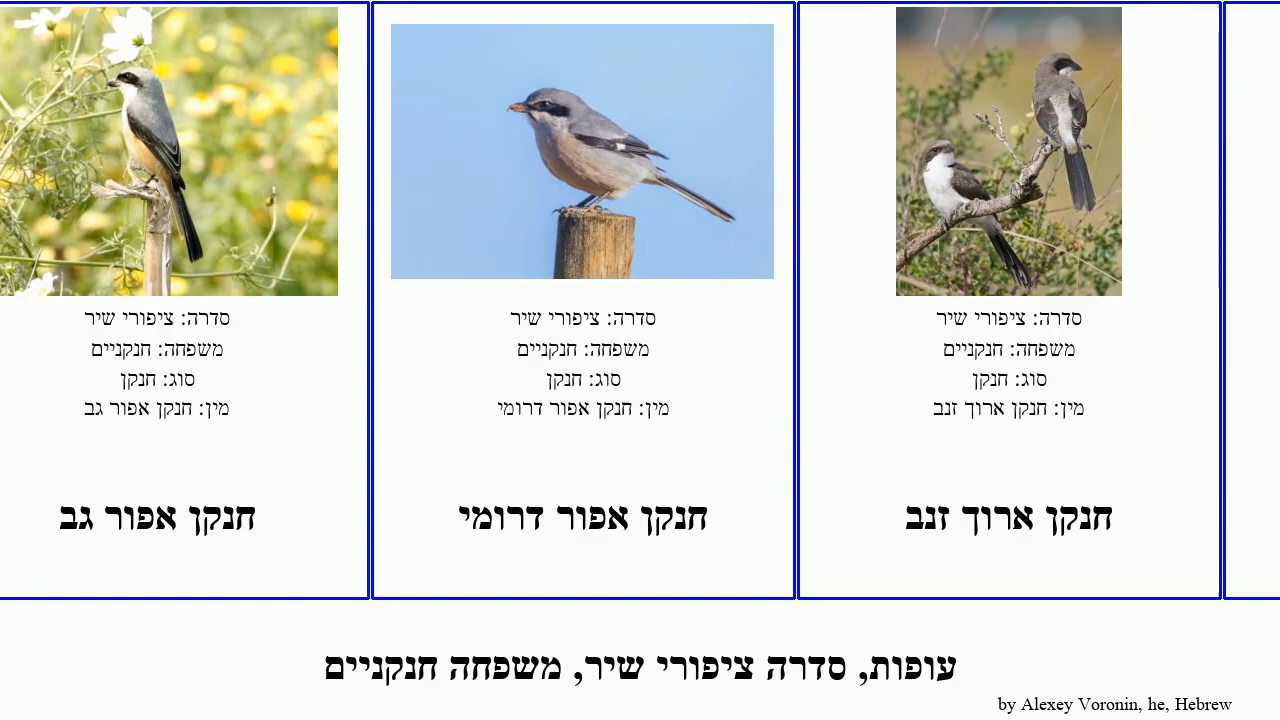 סדרה: ציפורי שיר
משפחה: חנקניים
סוג: חנקן
מין: חנקן ארוך זנב
חנקן ארוך זנב
סדרה: ציפורי שיר
משפחה: חנקניים
סוג: חנקן
מין: חנקן אפור דרומי
חנקן אפור דרומי
סדרה: ציפורי שיר
משפחה: חנקניים
סוג: חנקן
מין: חנקן אפור גב
חנקן אפור גב
עופות, סדרה ציפורי שיר, משפחה חנקניים
by Alexey Voronin, he, Hebrew